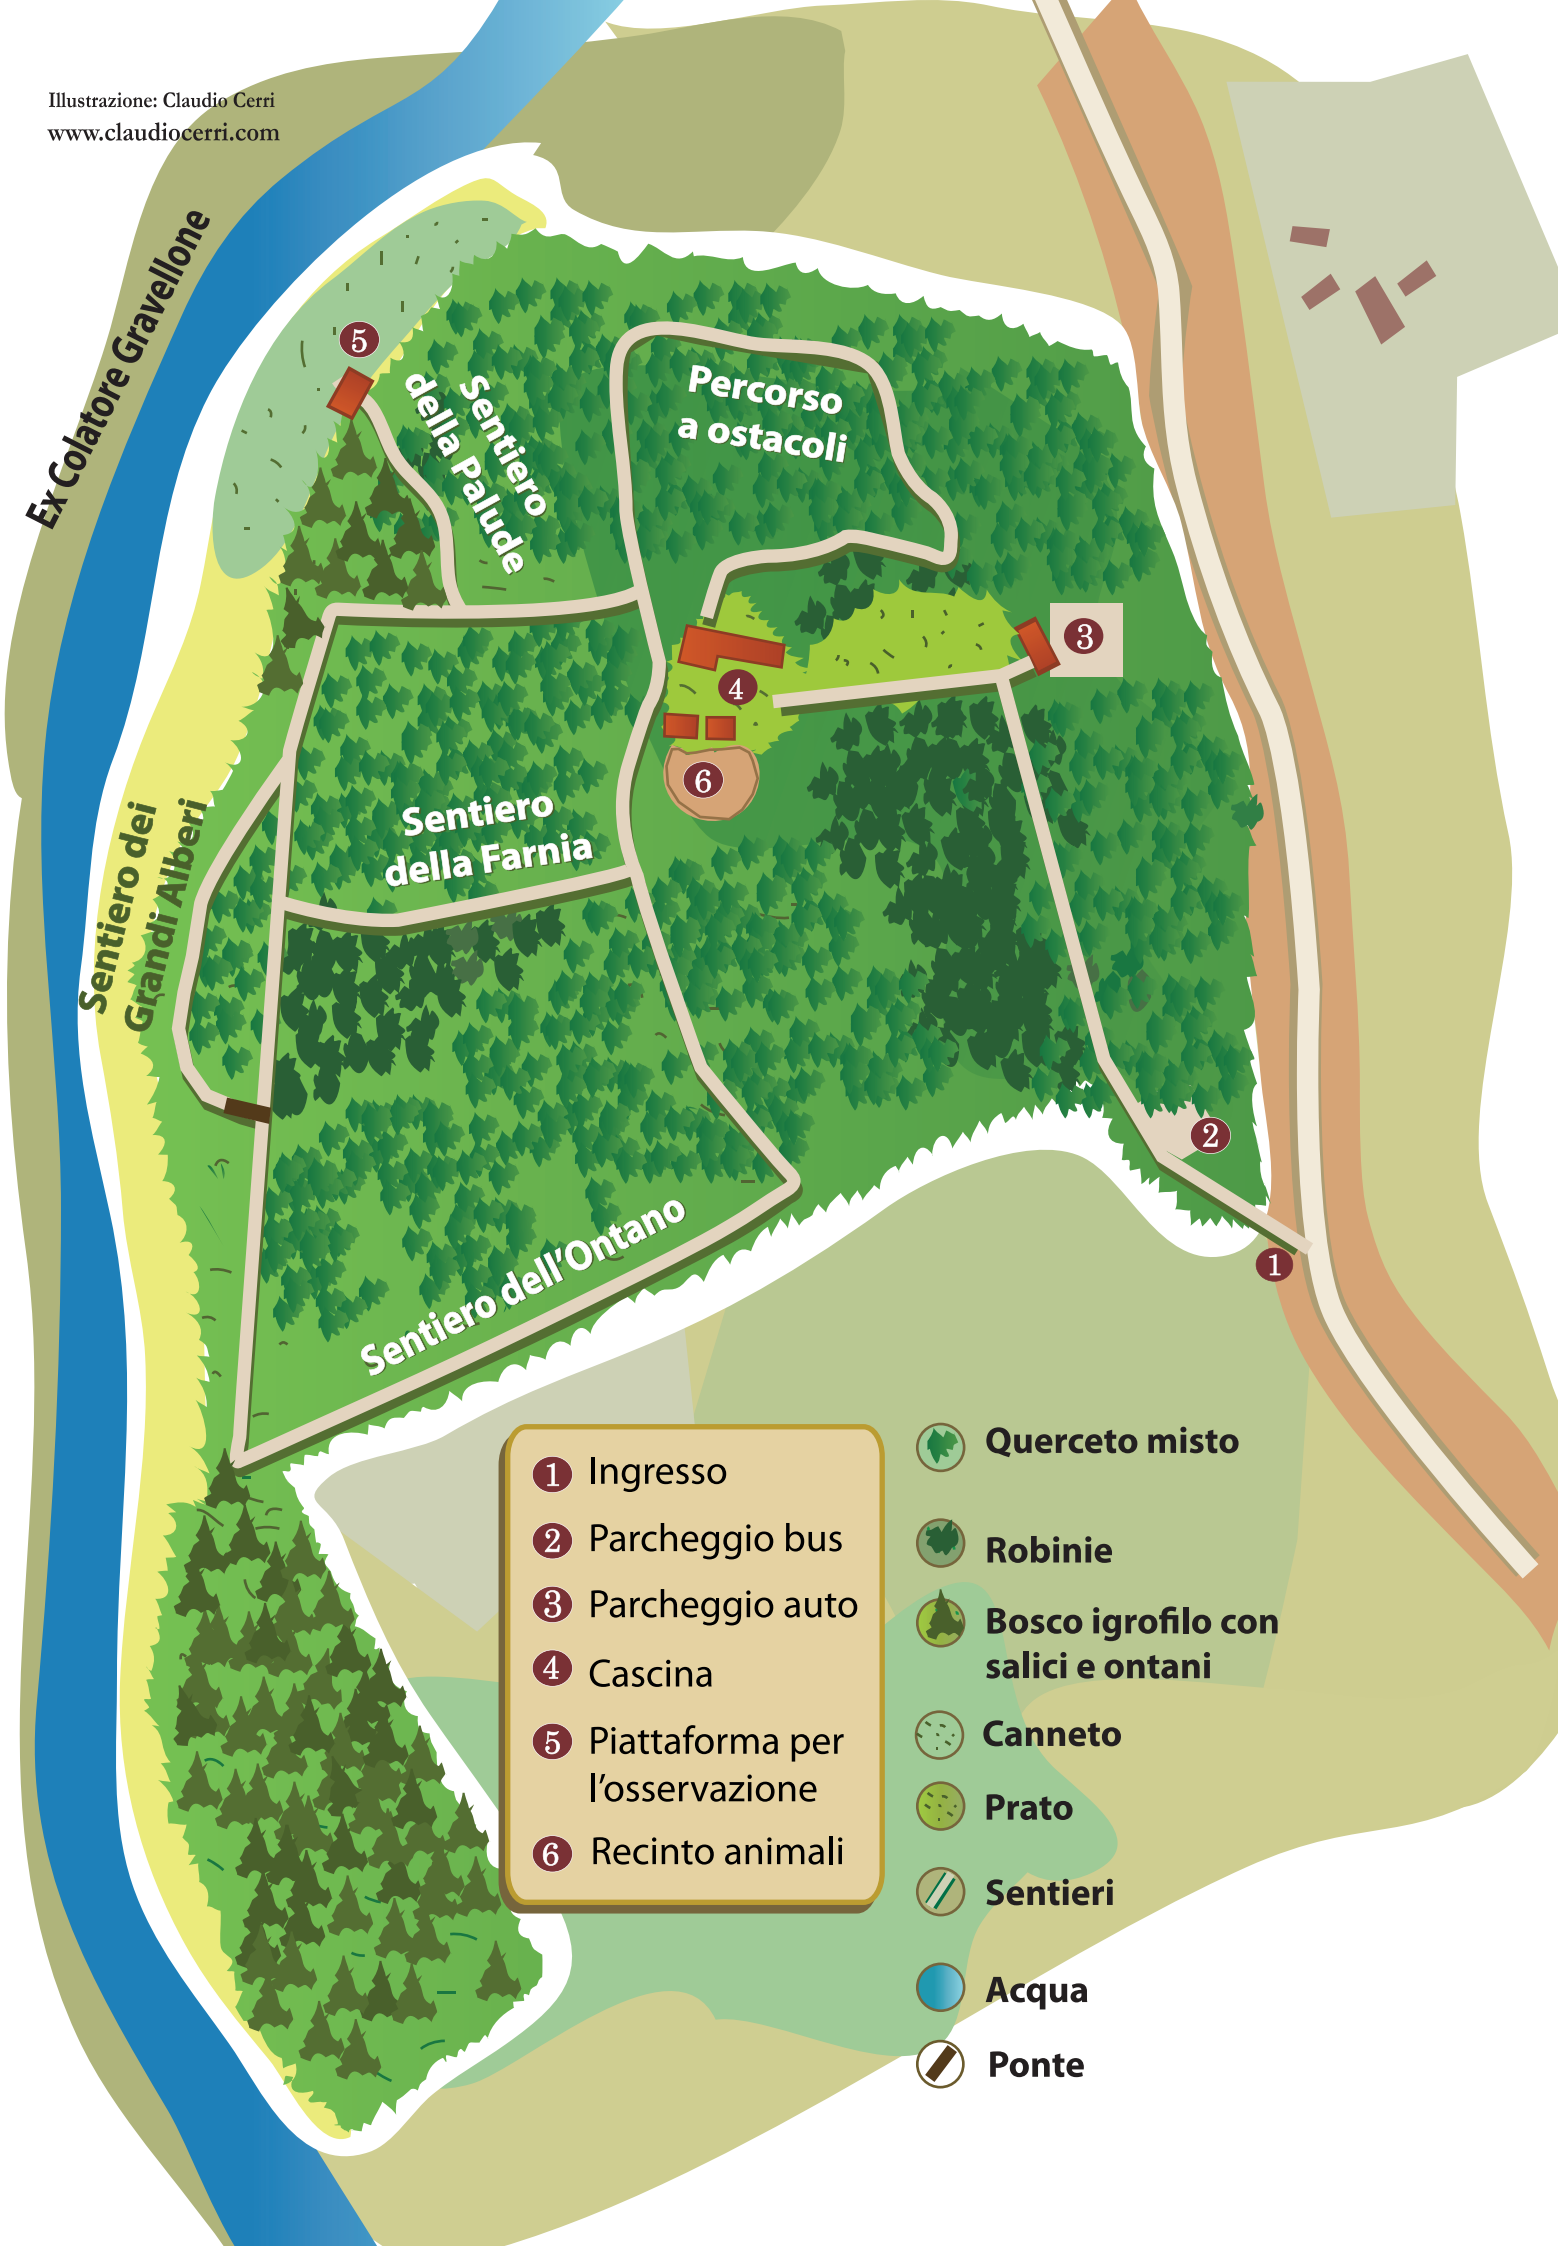 Illustrazione: Claudio Cerri
www.claudiocerri.com
Ex Colatore Gravellone
5
Sentiero
della Palude
Percorso
a ostacoli
3
4
6
Sentiero
della Farnia
Sentiero dei
Grandi Alberi
2
Sentiero dell'Ontano
1
1 Ingresso
2 Parcheggio bus
3 Parcheggio auto
4 Cascina
5 Piattaforma per
l'osservazione
6 Recinto animali
Querceto misto
Robinie
Bosco igrofilo con
salici e ontani
Canneto
Prato
Sentieri
Acqua
Ponte